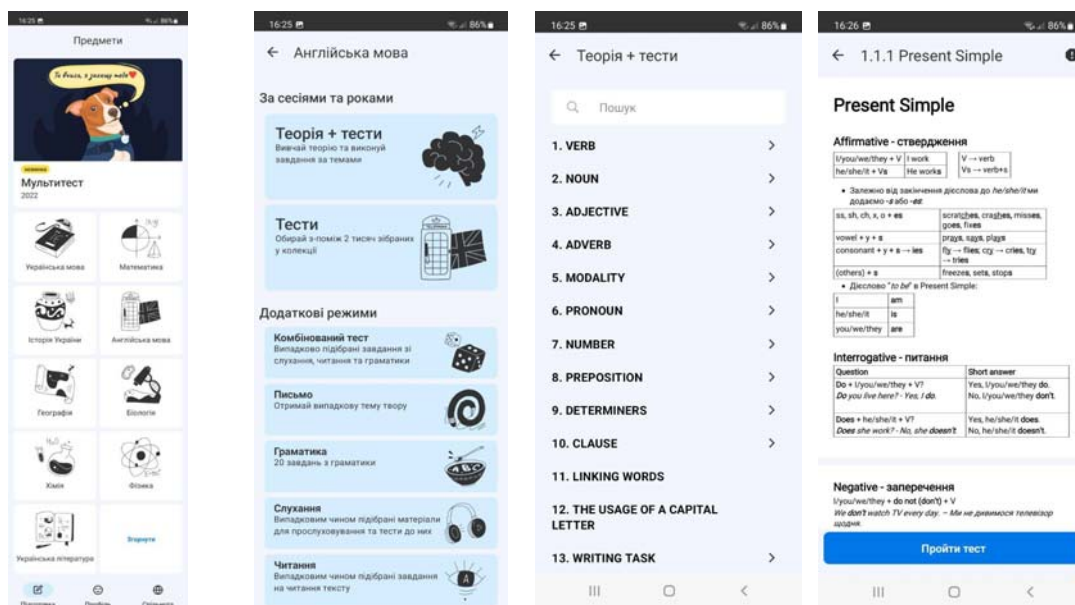 16:25 86%
Предмети
Ти вчиш, я захищу тебе
новинка
Мультитест
2022
Українська мова
Математика
Історія України
Англійська мова
Географія
Біологія
Хімія
Фізика
Українська література
Згорнути
Підготовка
Профіль
Спільнота
16:25 86%
Англійська мова
За сесіями та роками
Теорія + тести
Вивчай теорію та виконуй
завдання за темами
Тести
Обирай з-поміж 2 тисяч зібраних
у колекції
Додаткові режими
Комбінований тест
Випадково підібрані завдання зі
слухання, читання та граматики
Письмо
Отримай випадкову тему твору
Граматика
20 завдань з граматики
Слухання
Випадковим чином підібрані матеріали
для прослуховування та тести до них
Читання
Випадковим чином підібрані завдання
на читання тексту
16:25 86%
Теорія + тести
Пошук
1. VERB
2. NOUN
3. ADJECTIVE
4. ADVERB
5. MODALITY
6. PRONOUN
7. NUMBER
8. PREPOSITION
9. DETERMINERS
10. CLAUSE
11. LINKING WORDS
12. THE USAGE OF A CAPITAL
LETTER
13. WRITING TASK
16:26 86%
1.1.1 Present Simple
Present Simple
Affirmative - ствердження
I/you/we/they + V I work V → verb
he/she/it + Vs He works Vs → verb+s
• Залежно від закінчення дієслова до he/she/it ми
додаємо -s або -es:
ss, sh, ch, x, o + es scratches, crashes, misses,
goes, fixes
vowel + y + s prays, says, plays
consonant + y + s → ies fly → flies; cry → cries, try
→ tries
(others) + s freezes, sets, stops
• Дієслово "to be" в Present Simple:
I am
he/she/it is
you/we/they are
Interrogative - питання
Question Short answer
Do + I/you/we/they + V? Yes, I/you/we/they do.
Do you live here? - Yes, I do. No, I/you/we/they don't.
Does + he/she/it + V? Yes, he/she/it does.
Does she work? - No, she doesn't. No, he/she/it doesn't.
Negative - заперечення
I/you/we/they + do not (don't) + V
We don't watch TV every day. – Ми не дивимося телевізор
щодня.
Пройти тест